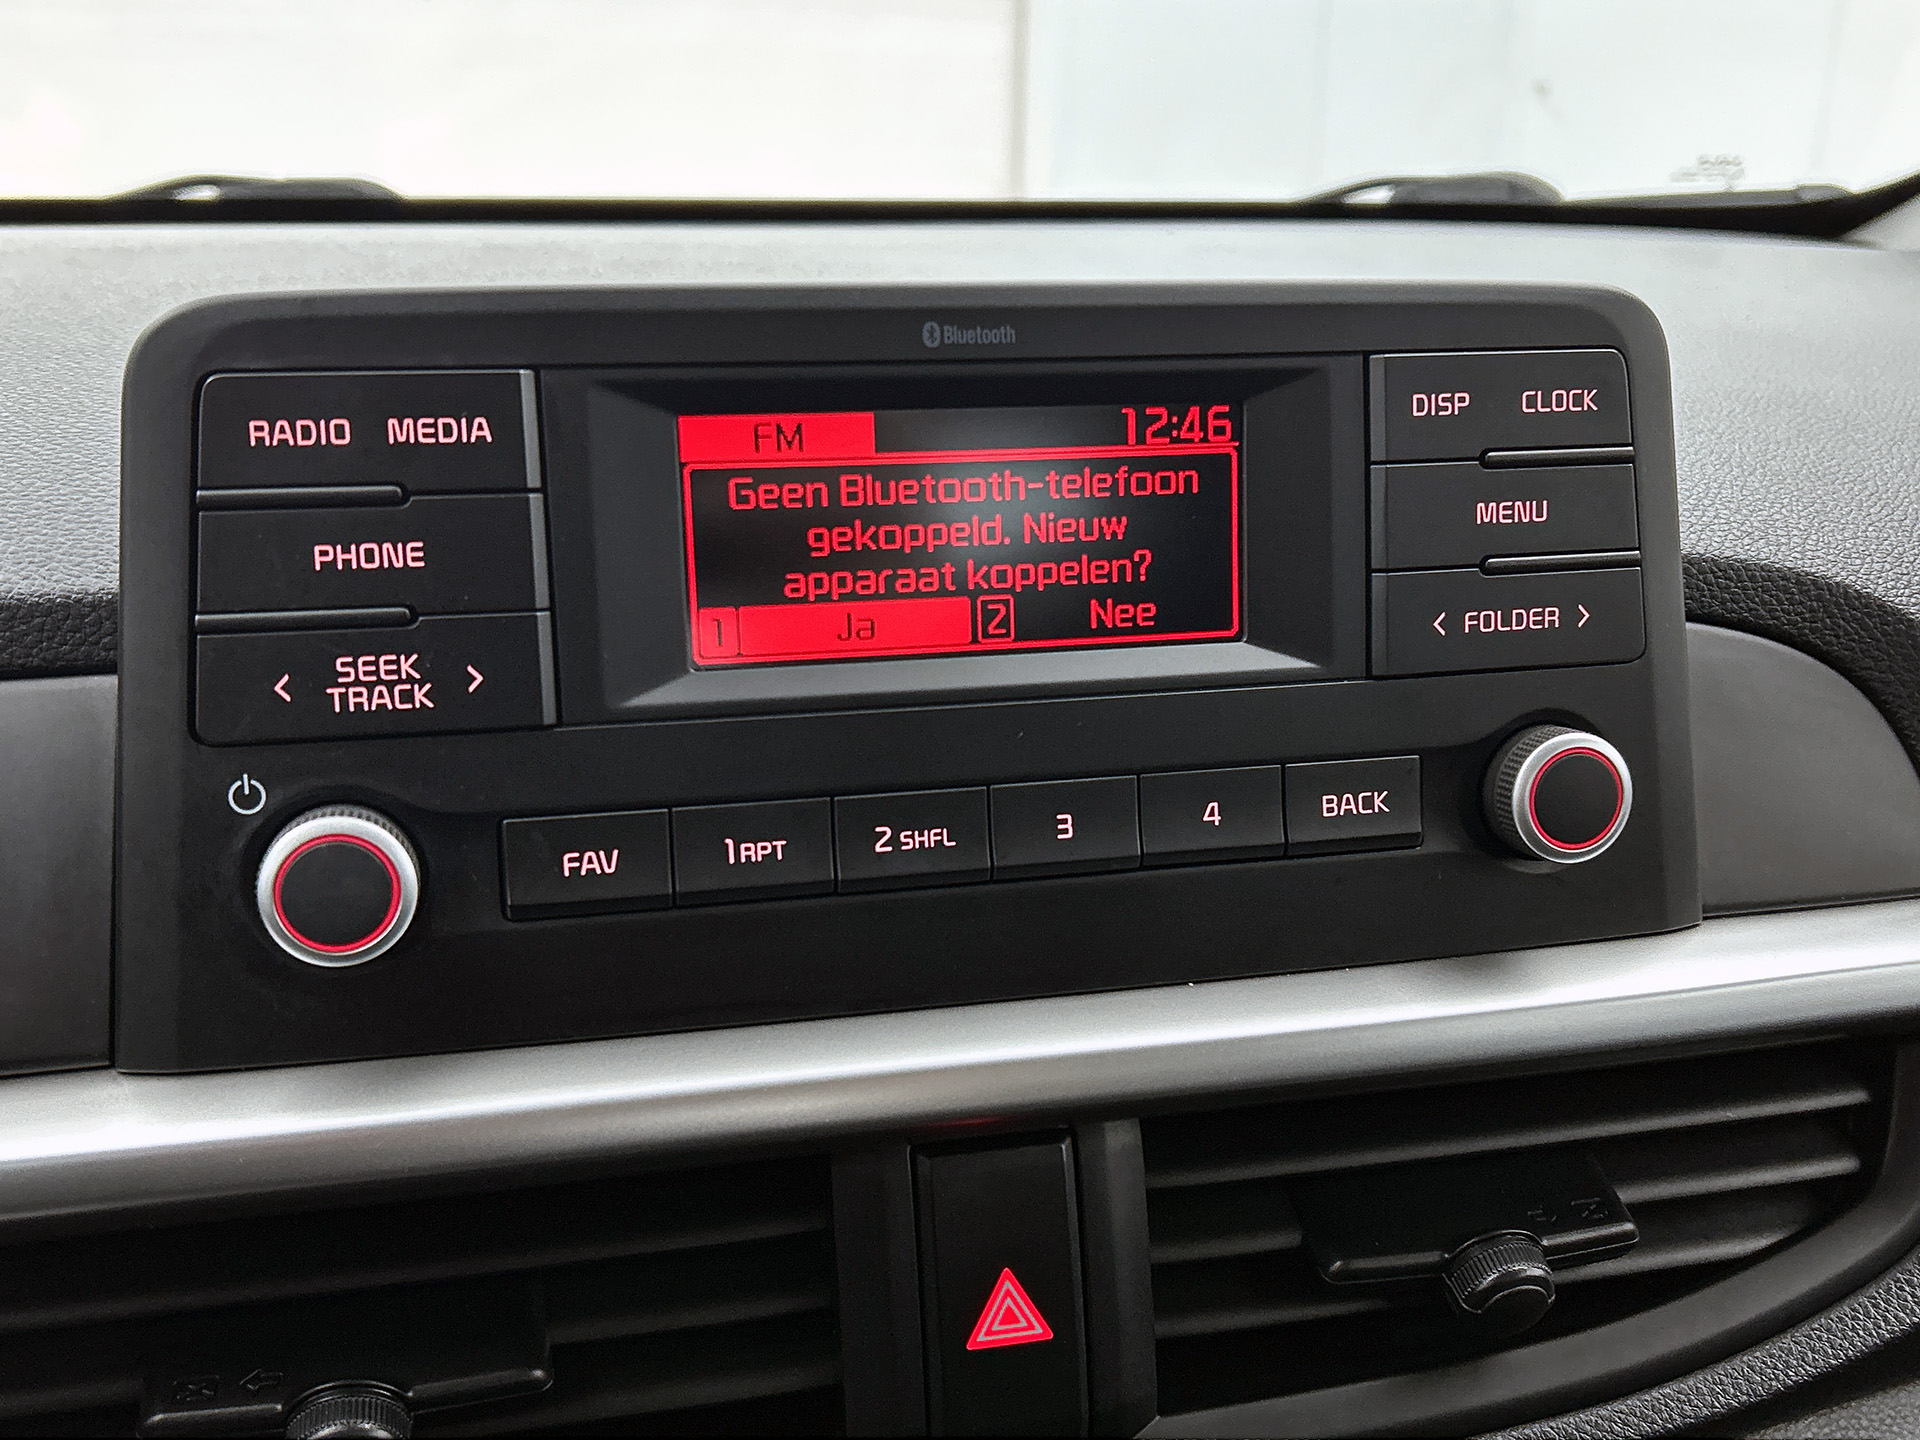 Bluetooth
RADIO MEDIA
PHONE
< SEEK TRACK >
FM 12:46
Geen Bluetooth-telefoon
gekoppeld. Nieuw
apparaat koppelen?
1 Ja 2 Nee
DISP CLOCK
MENU
< FOLDER >
FAV 1 RPT 2 SHFL 3 4 BACK